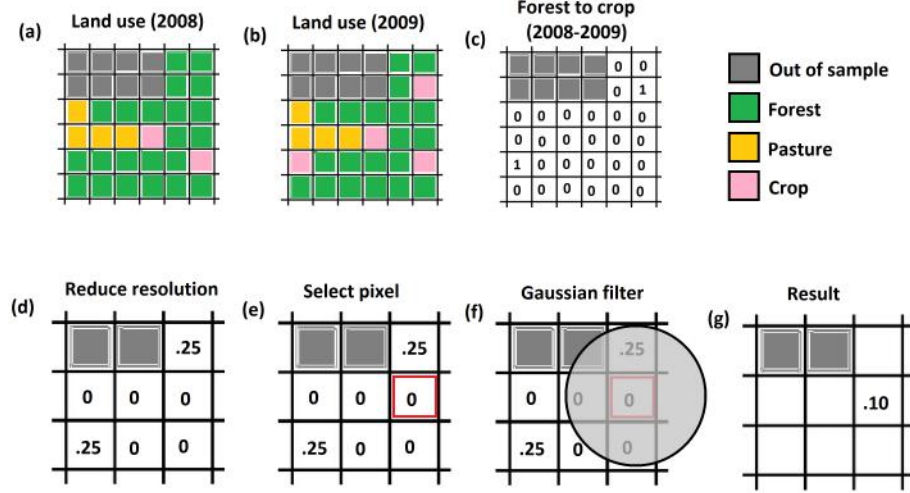 (a)
Land use (2008)
(b)
Land use (2009)
(c)
Forest to crop
(2008-2009)
0 0
0 1
0 0 0 0 0 0
0 0 0 0 0 0
1 0 0 0 0 0
0 0 0 0 0 0
Out of sample
Forest
Pasture
Crop
(d)
Reduce resolution
.25
0 0 0
.25 0 0
(e)
Select pixel
.25
0 0 0
.25 0 0
(f)
Gaussian filter
.25
0 0 0
.25 0 0
(g)
Result
.10